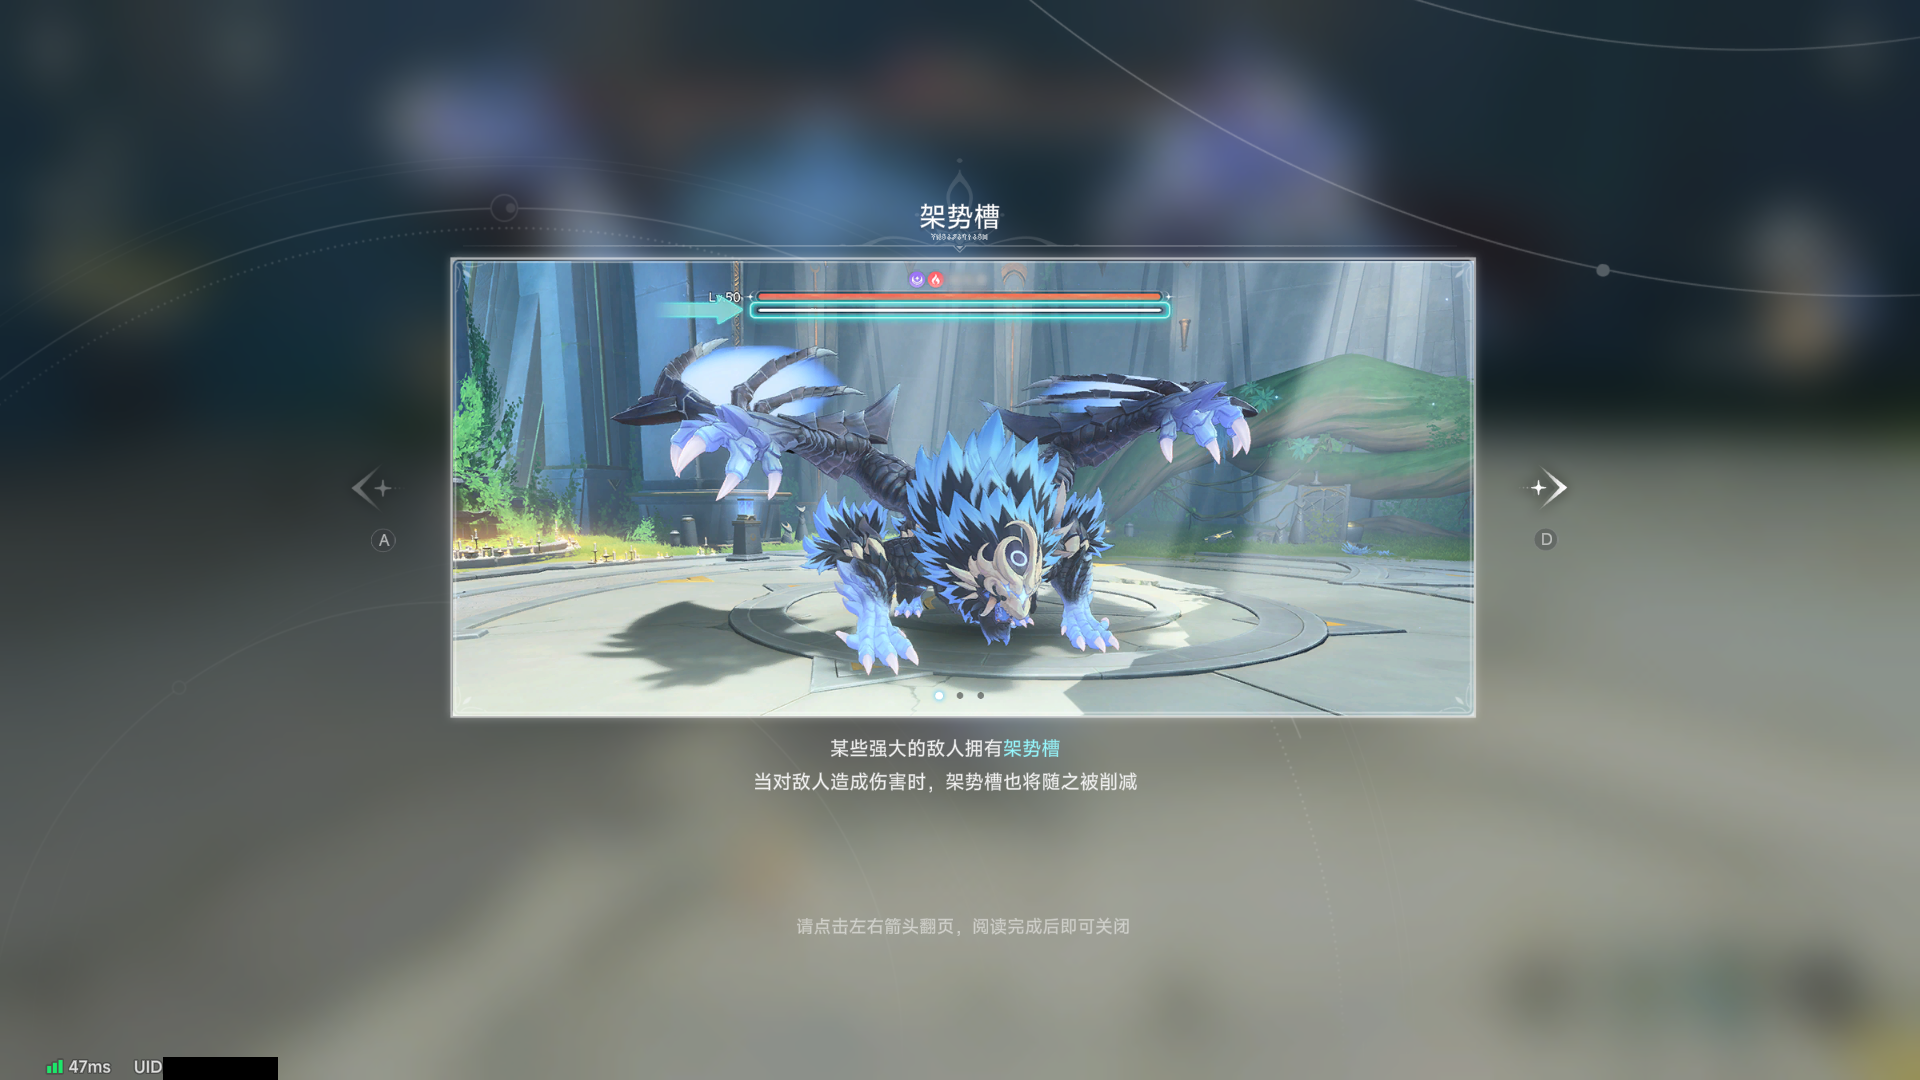 架势槽
Lv.50
A
D
某些强大的敌人拥有架势槽
当对敌人造成伤害时，架势槽也将随之被削减
请点击左右箭头翻页，阅读完成后即可关闭
47ms UID